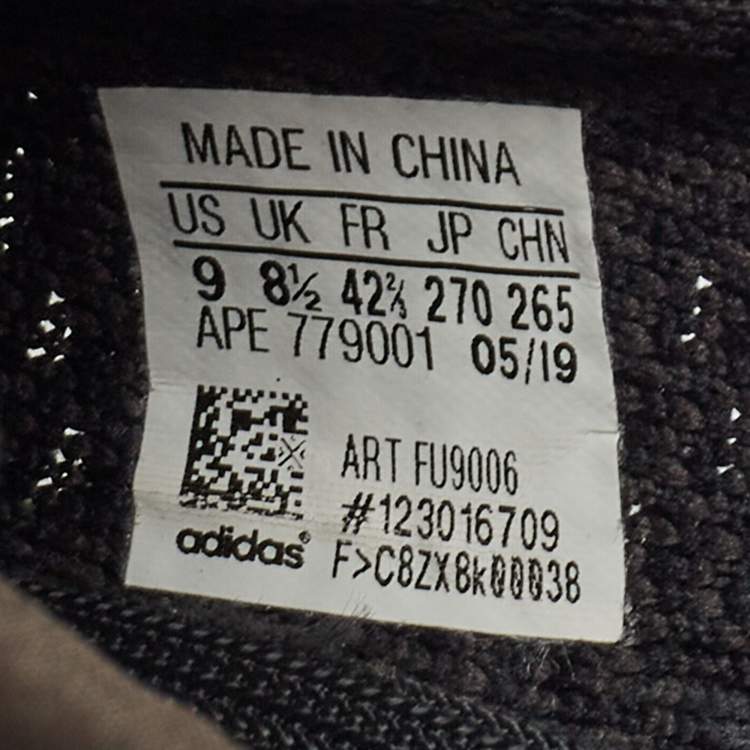 MADE IN CHINA
US UK FR JP CHN
9 8½ 42⅔ 270 265
APE 779001 05/19
ART FU9006
#123016709
adidas®
F>C8ZX8k00038